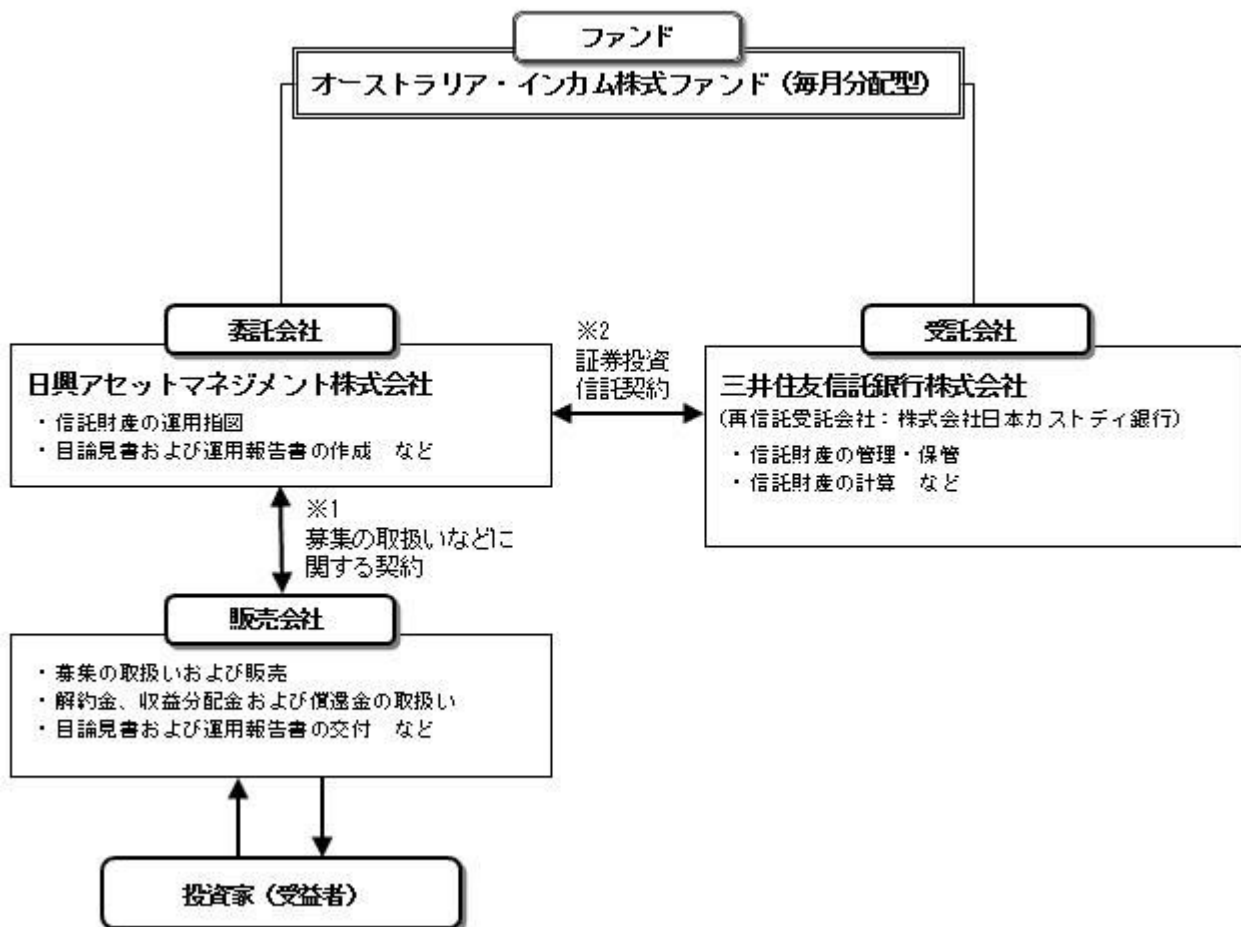 ファンド
オーストラリア・インカム株式ファンド（毎月分配型）
委託会社
日興アセットマネジメント株式会社
・信託財産の運用指図
・目論見書および運用報告書の作成　など
※2
証券投資
信託契約
受託会社
三井住友信託銀行株式会社
(再信託受託会社：株式会社日本カストディ銀行)
・信託財産の管理・保管
・信託財産の計算　など
※1
募集の取扱いなどに
関する契約
販売会社
・募集の取扱いおよび販売
・解約金、収益分配金および償還金の取扱い
・目論見書および運用報告書の交付　など
投資家（受益者）